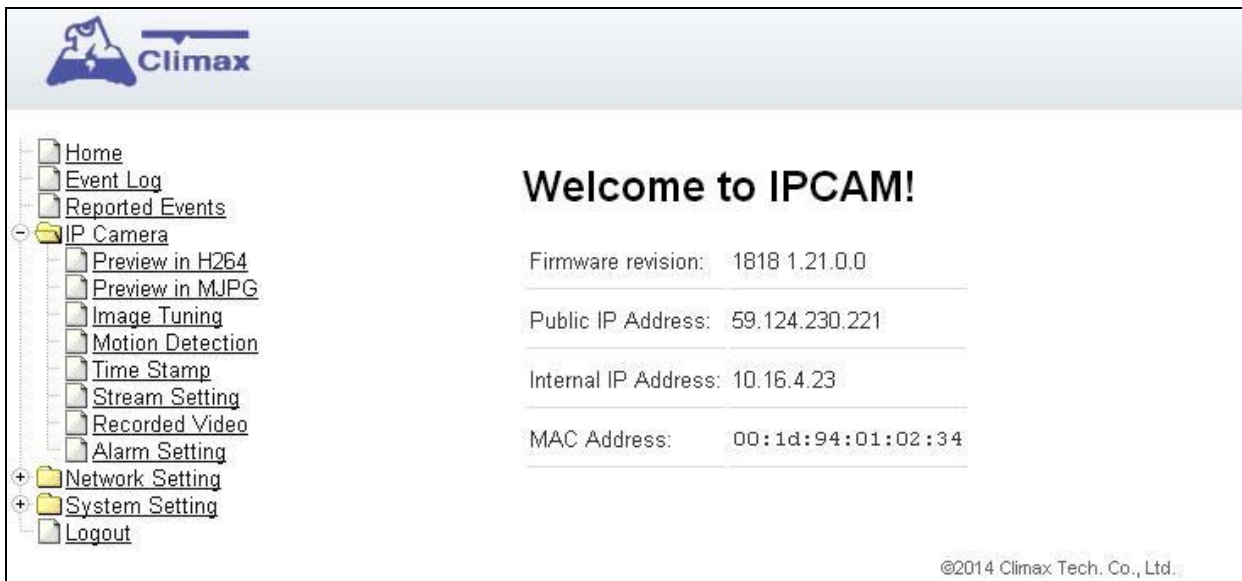 Climax
Home
Event Log
Reported Events
IP Camera
Preview in H264
Preview in MJPG
Image Tuning
Motion Detection
Time Stamp
Stream Setting
Recorded Video
Alarm Setting
Network Setting
System Setting
Logout
Welcome to IPCAM!
Firmware revision: 1818 1.21.0.0
Public IP Address: 59.124.230.221
Internal IP Address: 10.16.4.23
MAC Address: 00:1d:94:01:02:34
©2014 Climax Tech. Co., Ltd.